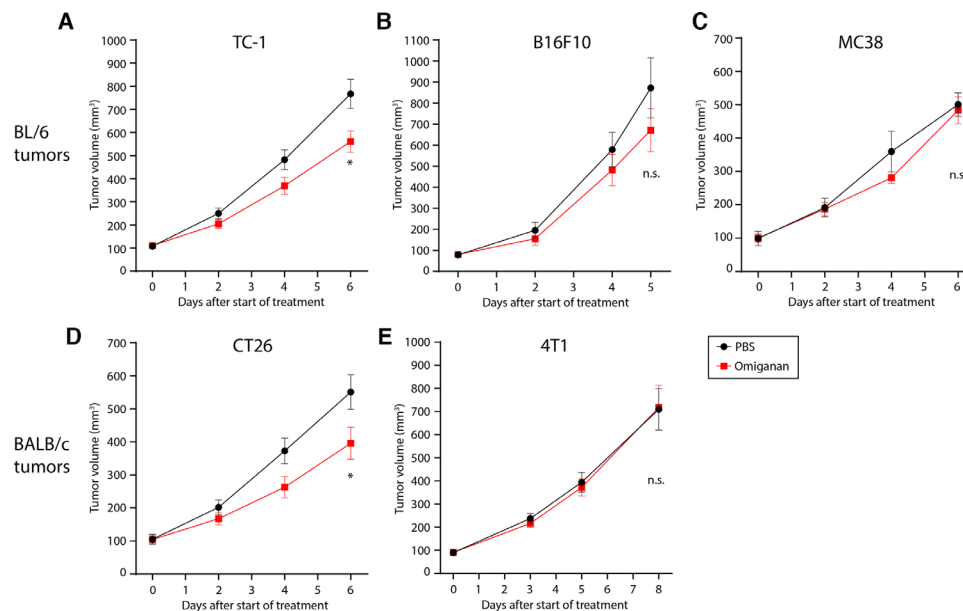 A
TC-1
Tumor volume (mm³)
1000
900
800
700
600
500
400
300
200
100
0
0 1 2 3 4 5 6
Days after start of treatment
*
B
B16F10
Tumor volume (mm³)
1100
1000
900
800
700
600
500
400
300
200
100
0
0 1 2 3 4 5
Days after start of treatment
n.s.
C
MC38
Tumor volume (mm³)
700
600
500
400
300
200
100
0
0 1 2 3 4 5 6
Days after start of treatment
n.s
BL/6
tumors
D
CT26
Tumor volume (mm³)
700
600
500
400
300
200
100
0
0 1 2 3 4 5 6
Days after start of treatment
*
E
4T1
Tumor volume (mm³)
1000
900
800
700
600
500
400
300
200
100
0
0 1 2 3 4 5 6 7 8
Days after start of treatment
n.s.
PBS
Omiganan
BALB/c
tumors